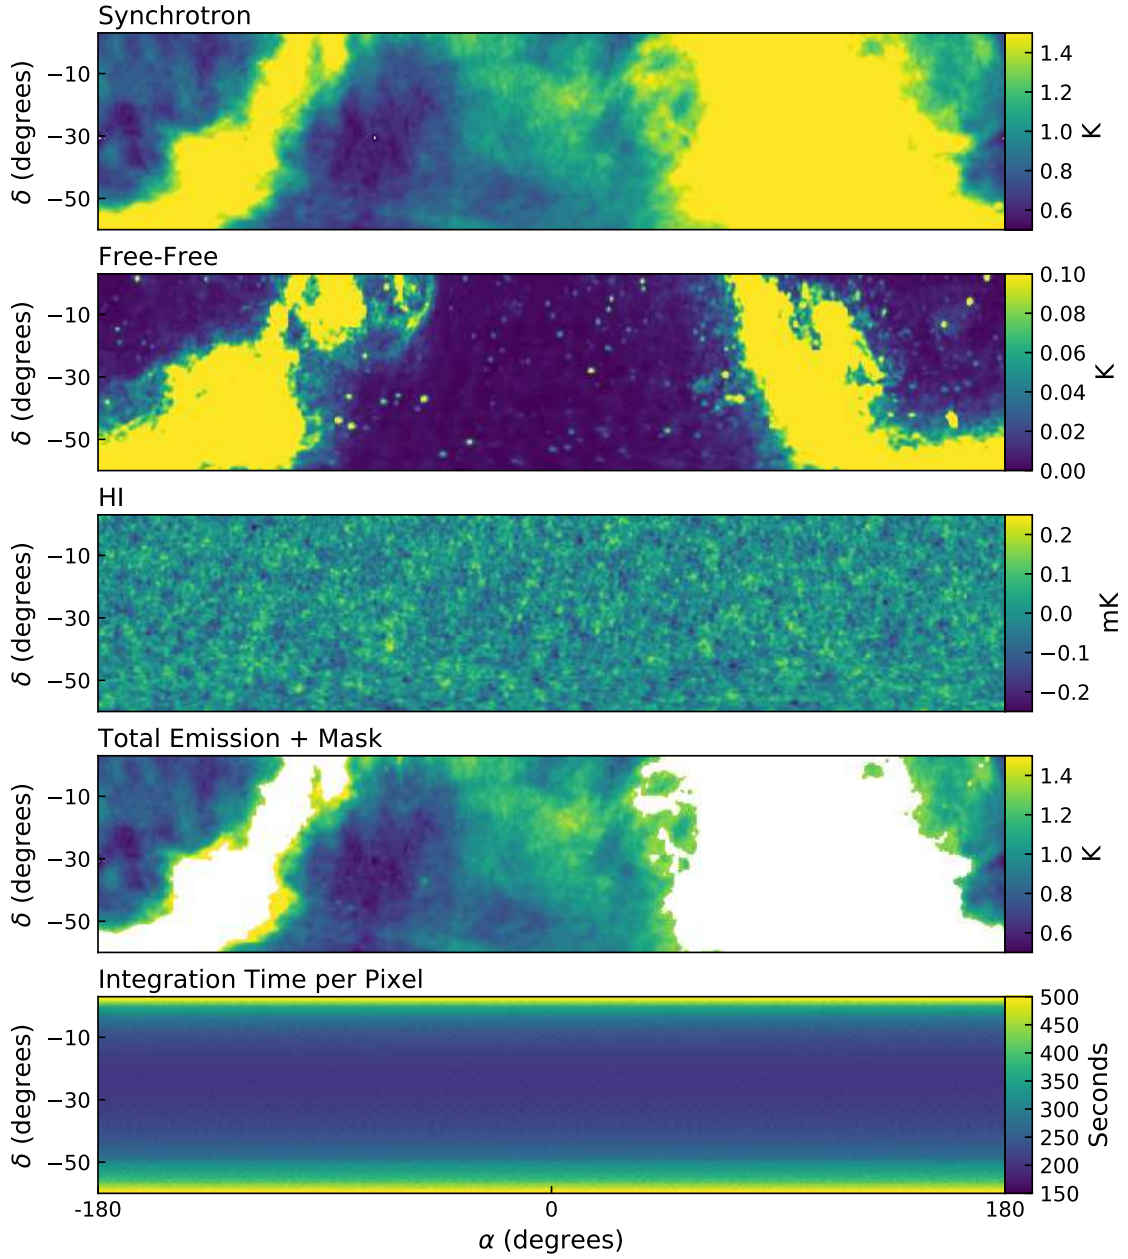 Synchrotron
δ (degrees)
−10
−30
−50
1.4
1.2
1.0
0.8
0.6
K
Free-Free
δ (degrees)
−10
−30
−50
0.10
0.08
0.06
0.04
0.02
0.00
K
HI
δ (degrees)
−10
−30
−50
0.2
0.1
0.0
−0.1
−0.2
mK
Total Emission + Mask
δ (degrees)
−10
−30
−50
1.4
1.2
1.0
0.8
0.6
K
Integration Time per Pixel
δ (degrees)
−10
−30
−50
500
450
400
350
300
250
200
150
Seconds
-180 0 180
α (degrees)